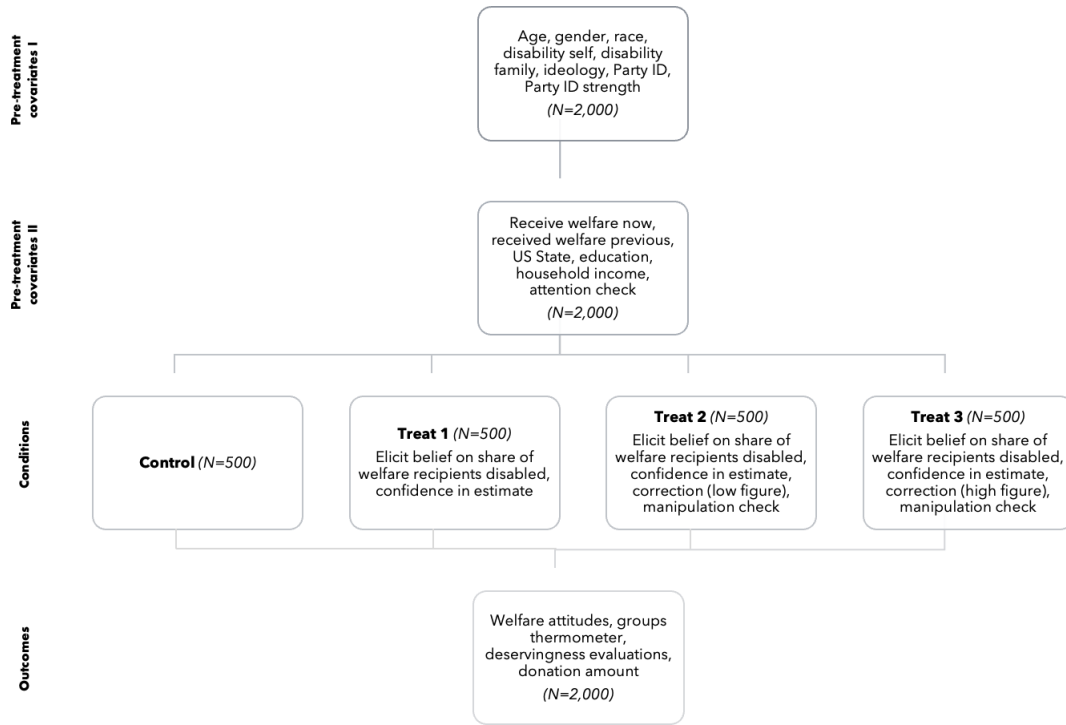 Pre-treatment
covariates I
Age, gender, race,
disability self, disability
family, ideology, Party ID,
Party ID strength
(N=2,000)
Pre-treatment
covariates II
Receive welfare now,
received welfare previous,
US State, education,
household income,
attention check
(N=2,000)
Conditions
Control (N=500)
Treat 1 (N=500)
Elicit belief on share of
welfare recipients disabled,
confidence in estimate
Treat 2 (N=500)
Elicit belief on share of
welfare recipients disabled,
confidence in estimate,
correction (low figure),
manipulation check
Treat 3 (N=500)
Elicit belief on share of
welfare recipients disabled,
confidence in estimate,
correction (high figure),
manipulation check
Outcomes
Welfare attitudes, groups
thermometer,
deservingness evaluations,
donation amount
(N=2,000)